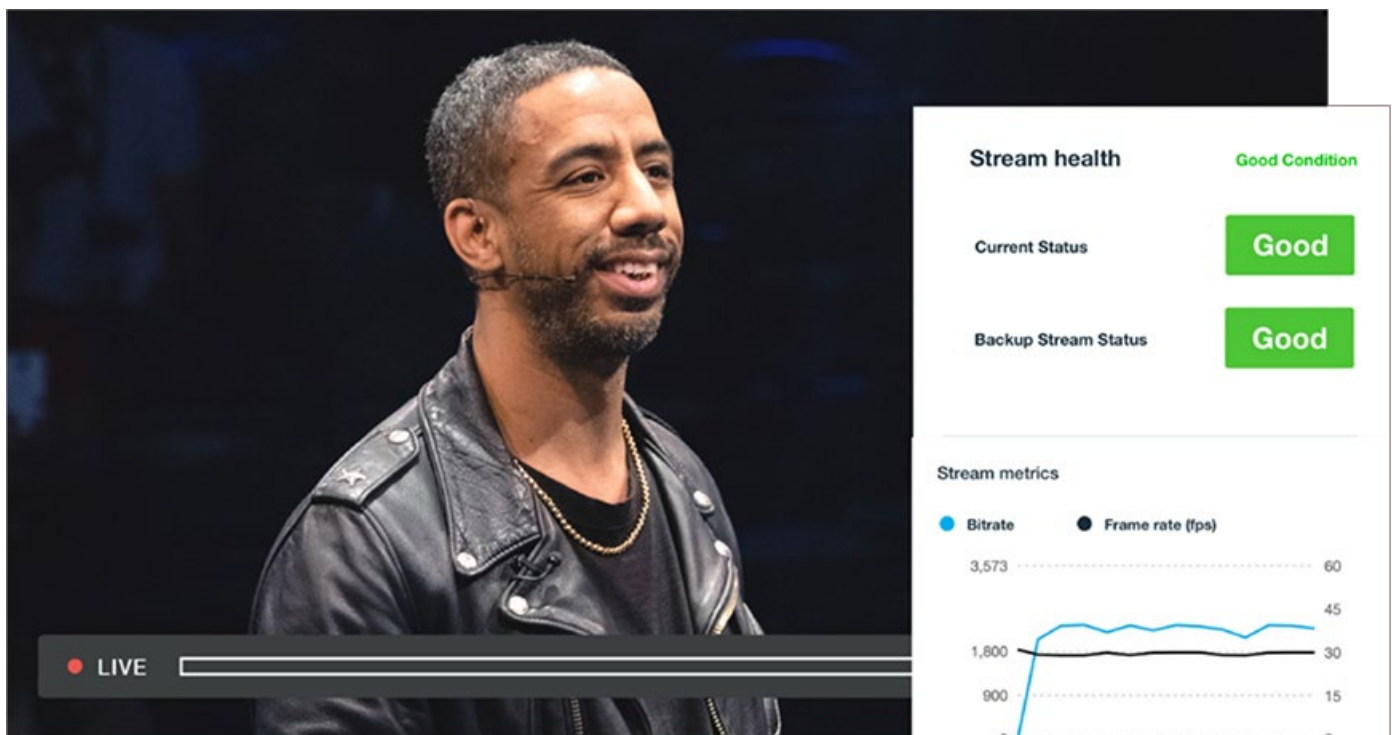 Stream health
Good Condition
Current Status
Good
Backup Stream Status
Good
Stream metrics
Bitrate
Frame rate (fps)
3,573
60
45
1,800
30
900
15
LIVE